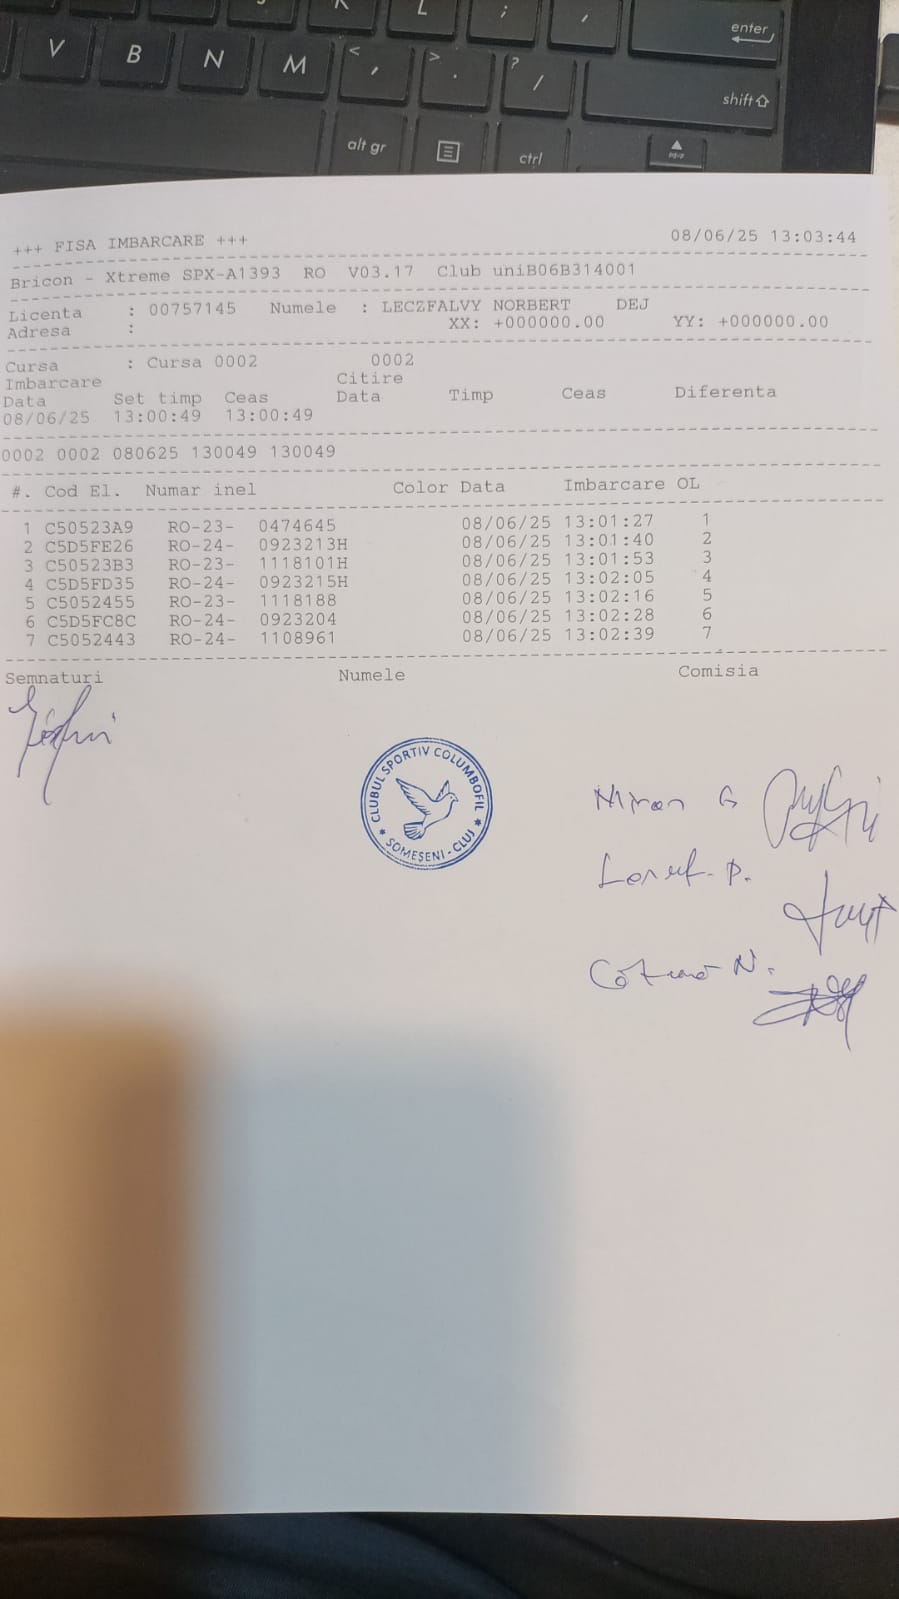 K L ; '
enter
V B N M < , > . ? /
shift
alt gr ctrl
+++ FISA IMBARCARE +++ 08/06/25 13:03:44
Bricon - Xtreme SPX-A1393 RO V03.17 Club uniB06B314001
Licenta : 00757145 Numele : LECZFALVY NORBERT DEJ
Adresa : XX: +000000.00 YY: +000000.00
Cursa : Cursa 0002 0002
Imbarcare Citire
Data Set timp Ceas Data Timp Ceas Diferenta
08/06/25 13:00:49 13:00:49
0002 0002 080625 130049 130049
#. Cod El. Numar inel Color Data Imbarcare OL
1 C50523A9 RO-23- 0474645 08/06/25 13:01:27 1
2 C5D5FE26 RO-24- 0923213H 08/06/25 13:01:40 2
3 C50523B3 RO-23- 1118101H 08/06/25 13:01:53 3
4 C5D5FD35 RO-24- 0923215H 08/06/25 13:02:05 4
5 C5052455 RO-23- 1118188 08/06/25 13:02:16 5
6 C5D5FC8C RO-24- 0923204 08/06/25 13:02:28 6
7 C5052443 RO-24- 1108961 08/06/25 13:02:39 7
Semnaturi Numele Comisia
CLUBUL SPORTIV COLUMBOFIL
* SOMEȘENI - CLUJ *
Miron G
P.
N.